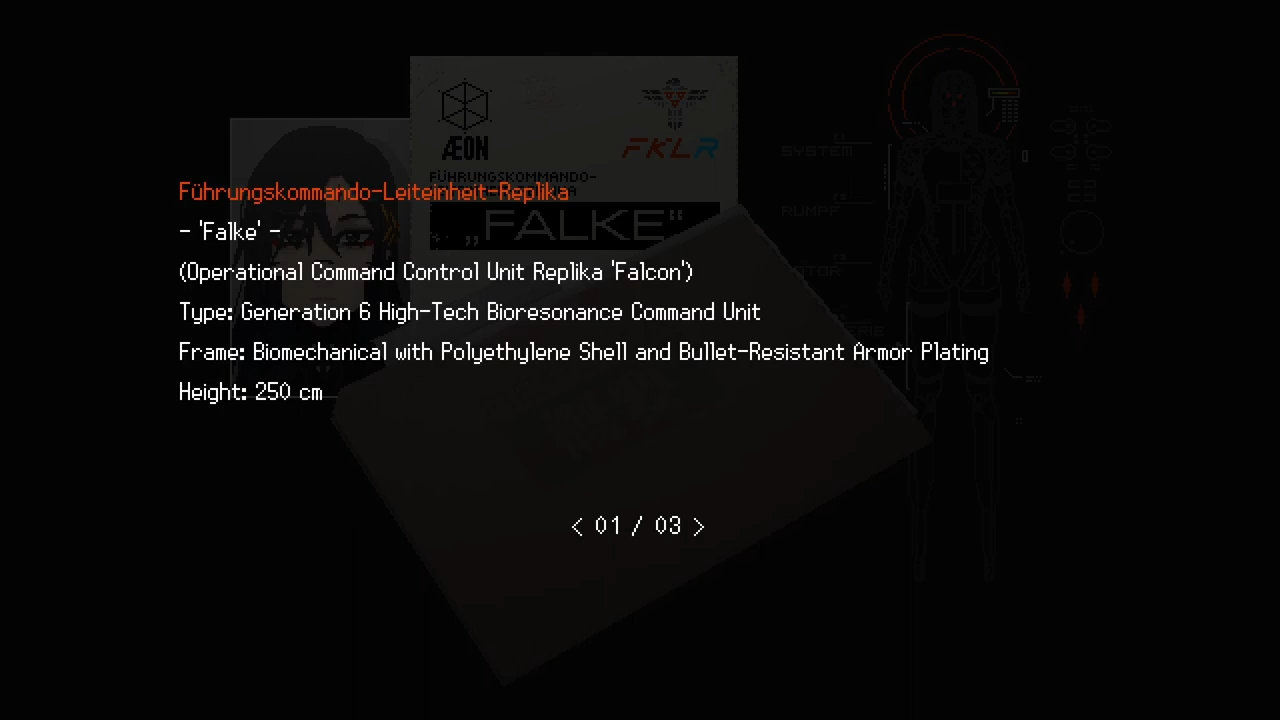 ÆON
FKLR
FÜHRUNGSKOMMANDO-
„FALKE“
Führungskommando-Leiteinheit-Replika
- 'Falke' -
(Operational Command Control Unit Replika 'Falcon')
Type: Generation 6 High-Tech Bioresonance Command Unit
Frame: Biomechanical with Polyethylene Shell and Bullet-Resistant Armor Plating
Height: 250 cm
< 01 / 03 >
SYSTEM
RUMPF